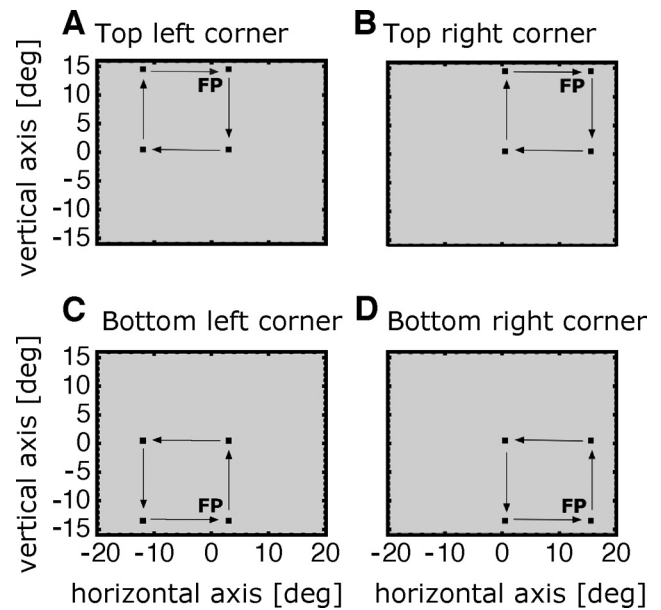 A Top left corner
B Top right corner
vertical axis [deg]
15
10
5
0
-5
-10
-15
FP
FP
C Bottom left corner
D Bottom right corner
vertical axis [deg]
15
10
5
0
-5
-10
-15
FP
FP
-20 -10 0 10 20
-20 -10 0 10 20
horizontal axis [deg]
horizontal axis [deg]